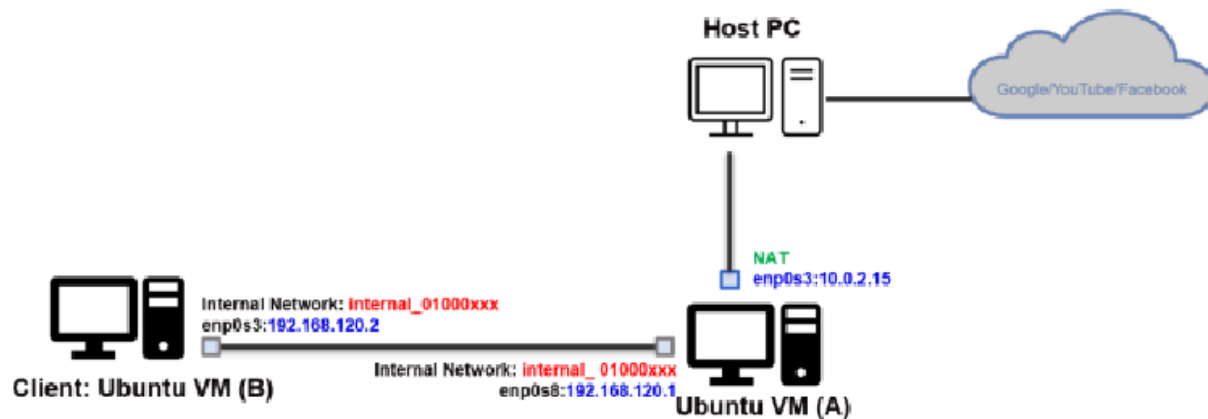 Host PC
Google/YouTube/Facebook
NAT
enp0s3:10.0.2.15
Internal Network: internal_01000xxx
enp0s3:192.168.120.2
Internal Network: internal_ 01000xxx
enp0s8:192.168.120.1
Client: Ubuntu VM (B)
Ubuntu VM (A)